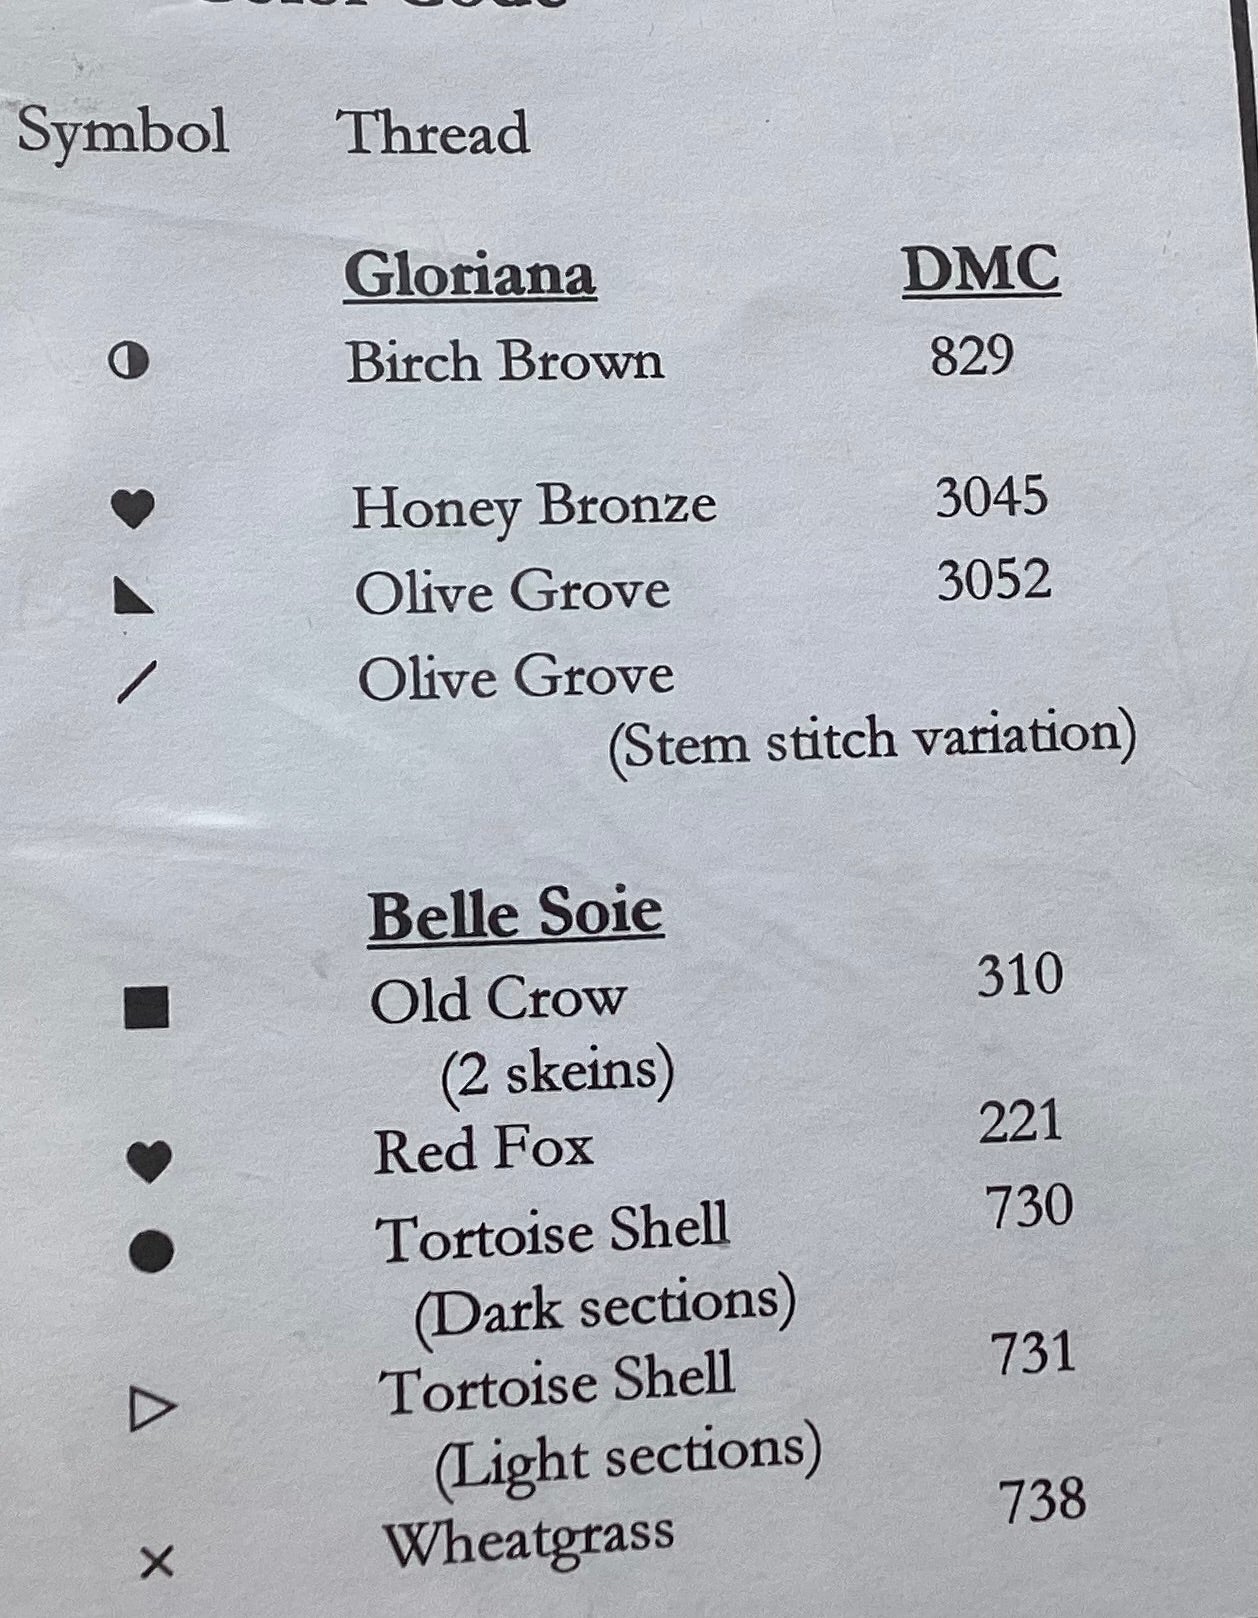 Color Code
Symbol Thread
Gloriana DMC
◑ Birch Brown 829
♥ Honey Bronze 3045
◣ Olive Grove 3052
/ Olive Grove
(Stem stitch variation)
Belle Soie
■ Old Crow 310
(2 skeins)
♥ Red Fox 221
● Tortoise Shell 730
(Dark sections)
▷ Tortoise Shell 731
(Light sections)
× Wheatgrass 738